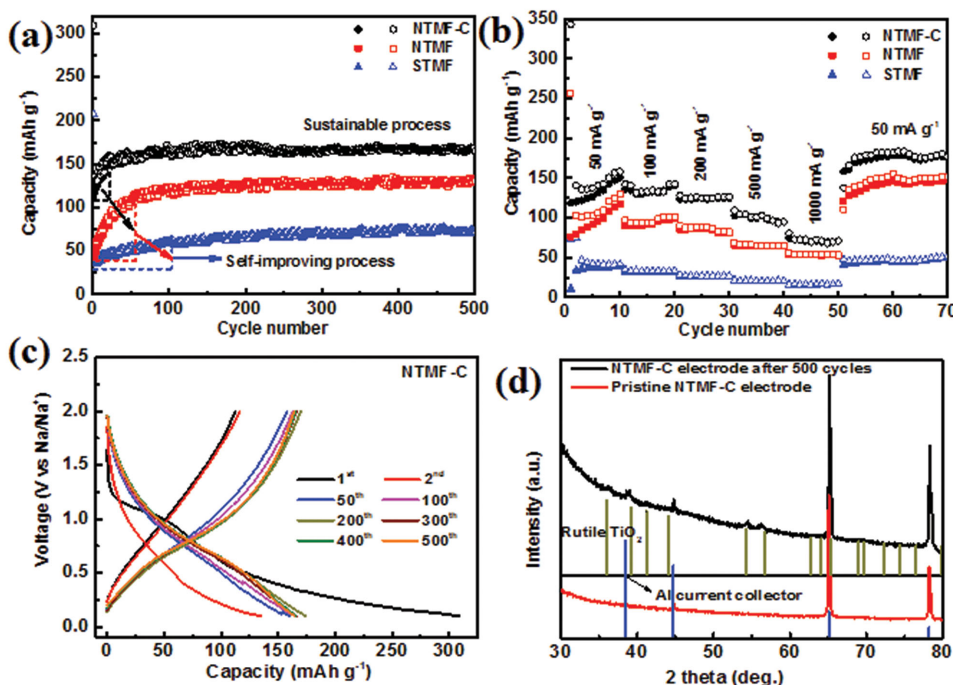 (a)
NTMF-C
NTMF
STMF
Sustainable process
Self-improving process
Capacity (mAh g⁻¹)
300
250
200
150
100
50
0
0 100 200 300 400 500
Cycle number
(b)
NTMF-C
NTMF
STMF
50 mA g⁻¹
100 mA g⁻¹
200 mA g⁻¹
500 mA g⁻¹
1000 mA g⁻¹
50 mA g⁻¹
Capacity (mAh g⁻¹)
350
300
250
200
150
100
50
0
0 10 20 30 40 50 60 70
Cycle number
(c)
NTMF-C
1ˢᵗ 2ⁿᵈ
50ᵗʰ 100ᵗʰ
200ᵗʰ 300ᵗʰ
400ᵗʰ 500ᵗʰ
Voltage (V vs Na/Na⁺)
2.5
2.0
1.5
1.0
0.5
0.0
0 50 100 150 200 250 300
Capacity (mAh g⁻¹)
(d)
NTMF-C electrode after 500 cycles
Pristine NTMF-C electrode
Rutile TiO₂
Al current collector
Intensity (a.u.)
30 40 50 60 70 80
2 theta (deg.)